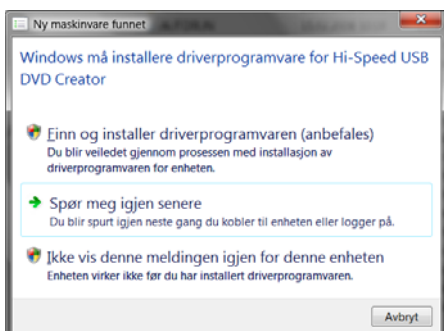 Ny maskinvare funnet
Windows må installere driverprogramvare for Hi-Speed USB
DVD Creator
Finn og installer driverprogramvaren (anbefales)
Du blir veiledet gjennom prosessen med installasjon av
driverprogramvaren for enheten.
Spør meg igjen senere
Du blir spurt igjen neste gang du kobler til enheten eller logger på.
Ikke vis denne meldingen igjen for denne enheten
Enheten virker ikke før du har installert driverprogramvaren.
Avbryt